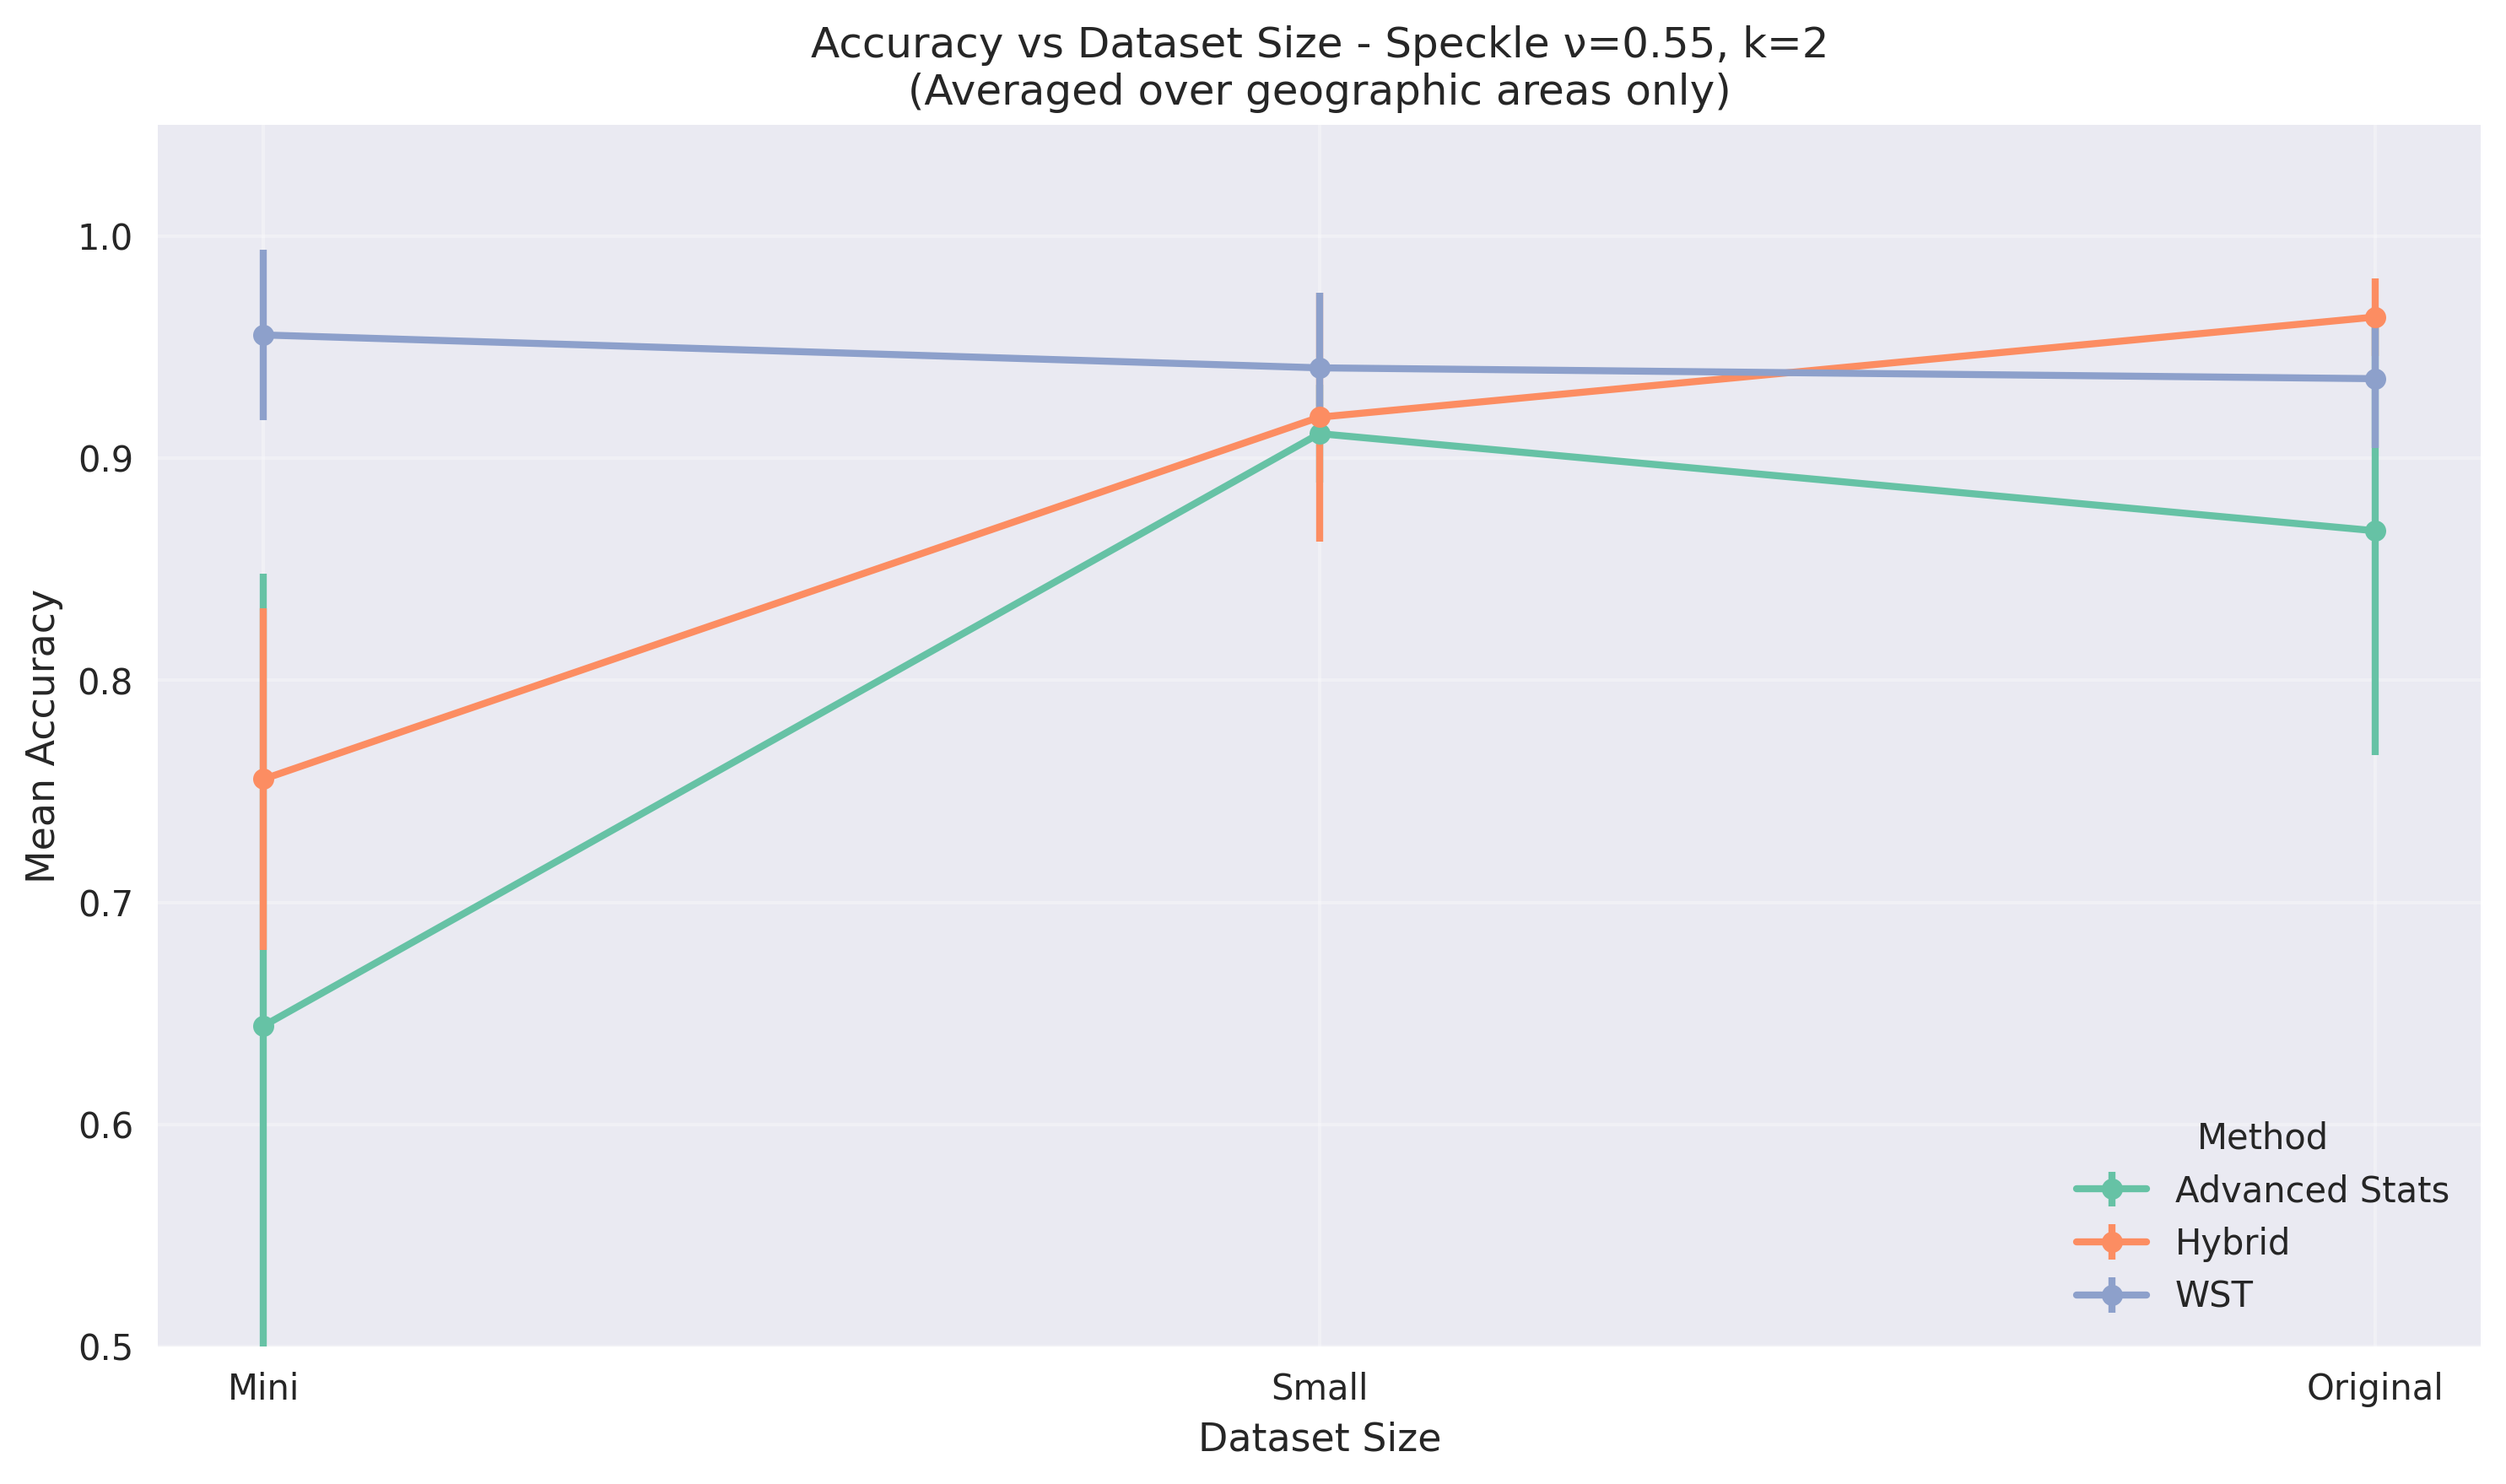 Accuracy vs Dataset Size - Speckle ν=0.55, k=2
(Averaged over geographic areas only)
Mean Accuracy
1.0
0.9
0.8
0.7
0.6
0.5
Method
Advanced Stats
Hybrid
WST
Mini
Small
Original
Dataset Size